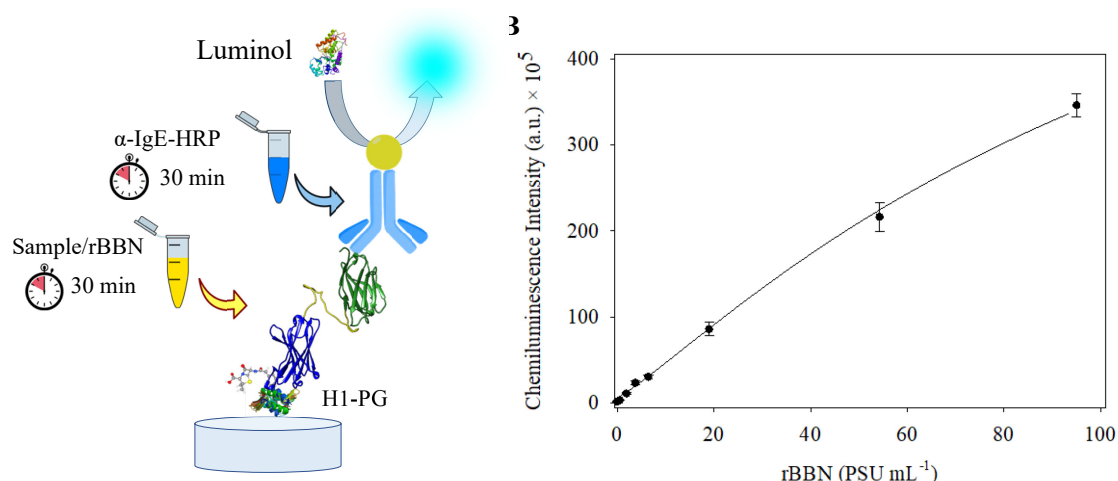 Luminol
α-IgE-HRP
30 min
Sample/rBBN
30 min
H1-PG
B
Chemiluminescence Intensity (a.u.) × 10⁵
400
300
200
100
0
0 20 40 60 80 100
rBBN (PSU mL⁻¹)